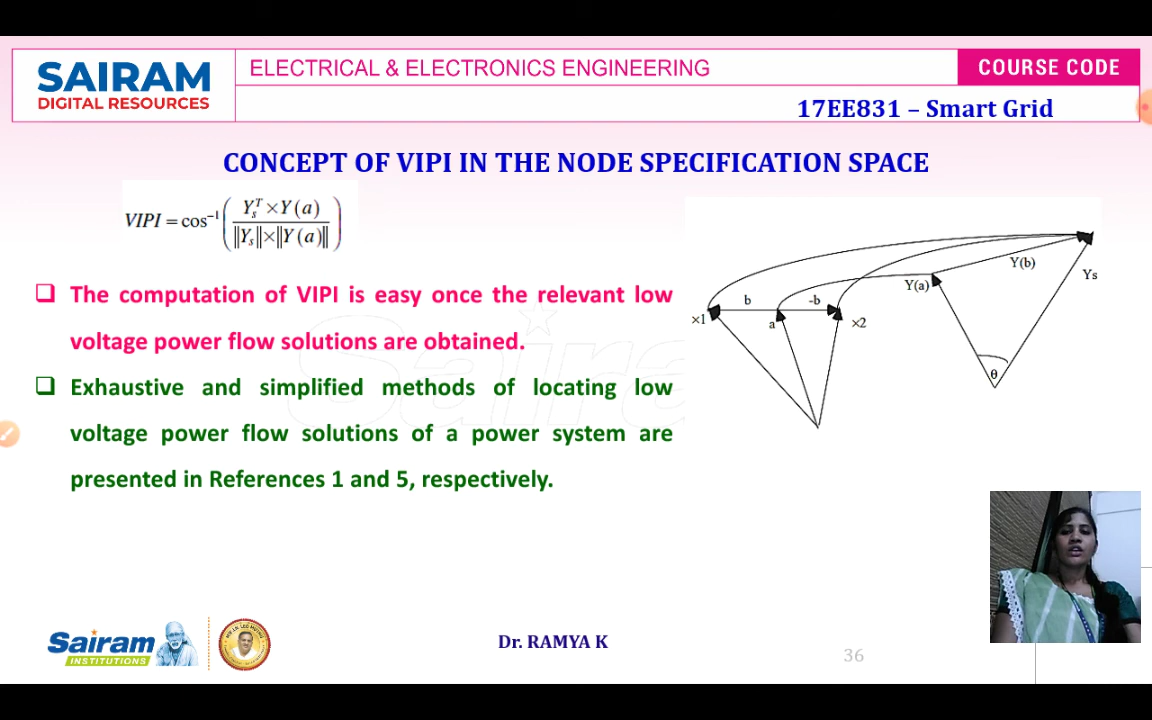 SAIRAM
DIGITAL RESOURCES
ELECTRICAL & ELECTRONICS ENGINEERING
COURSE CODE
17EE831 – Smart Grid
CONCEPT OF VIPI IN THE NODE SPECIFICATION SPACE
VIPI = cos⁻¹ ( Yₛᵀ × Y(a) / ‖Yₛ‖ × ‖Y(a)‖ )
❑ The computation of VIPI is easy once the relevant low
voltage power flow solutions are obtained.
❑ Exhaustive and simplified methods of locating low
voltage power flow solutions of a power system are
presented in References 1 and 5, respectively.
Y(b)
Ys
Y(a)
b
-b
×1
a
×2
θ
Sairam
Sairam
INSTITUTIONS
Dr. RAMYA K
36